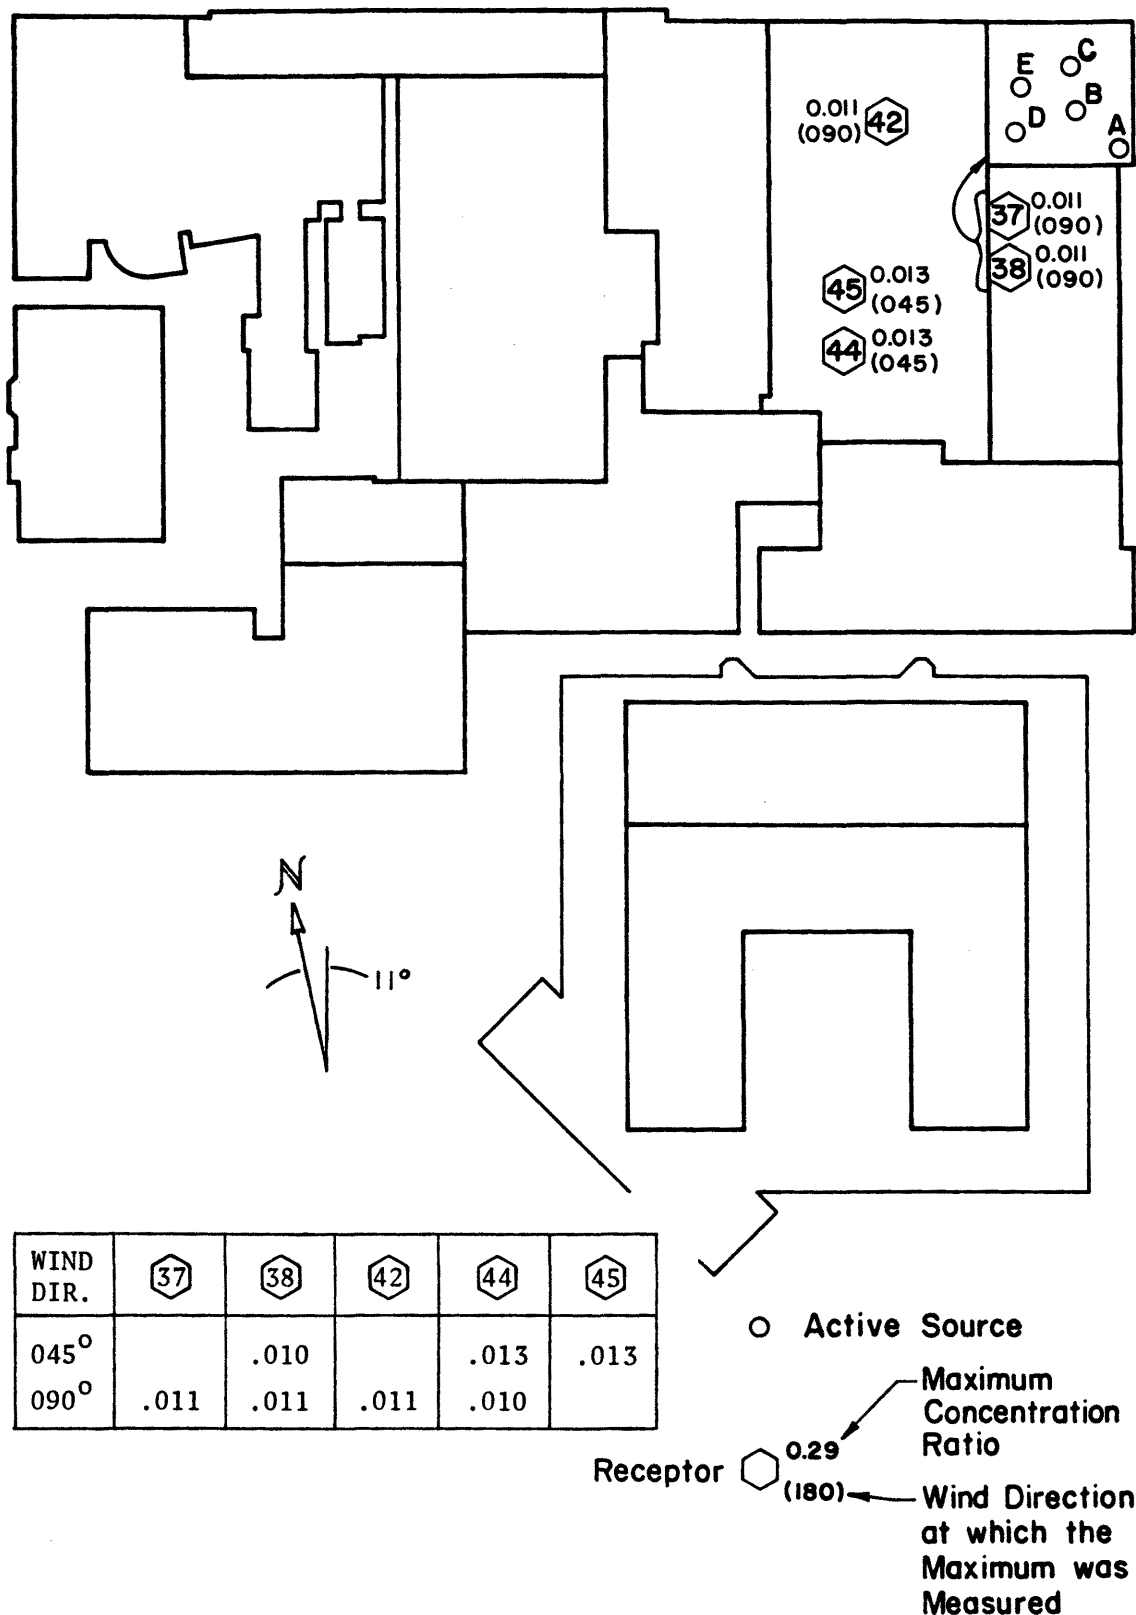 C
E
B
D
A
0.011
(090) 42
37 0.011
(090)
38 0.011
(090)
45 0.013
(045)
44 0.013
(045)
N
11°
WIND DIR. 37 38 42 44 45
045° .010 .013 .013
090° .011 .011 .011 .010
Active Source
Maximum
Concentration
Ratio
Receptor 0.29
(180)
Wind Direction
at which the
Maximum was
Measured